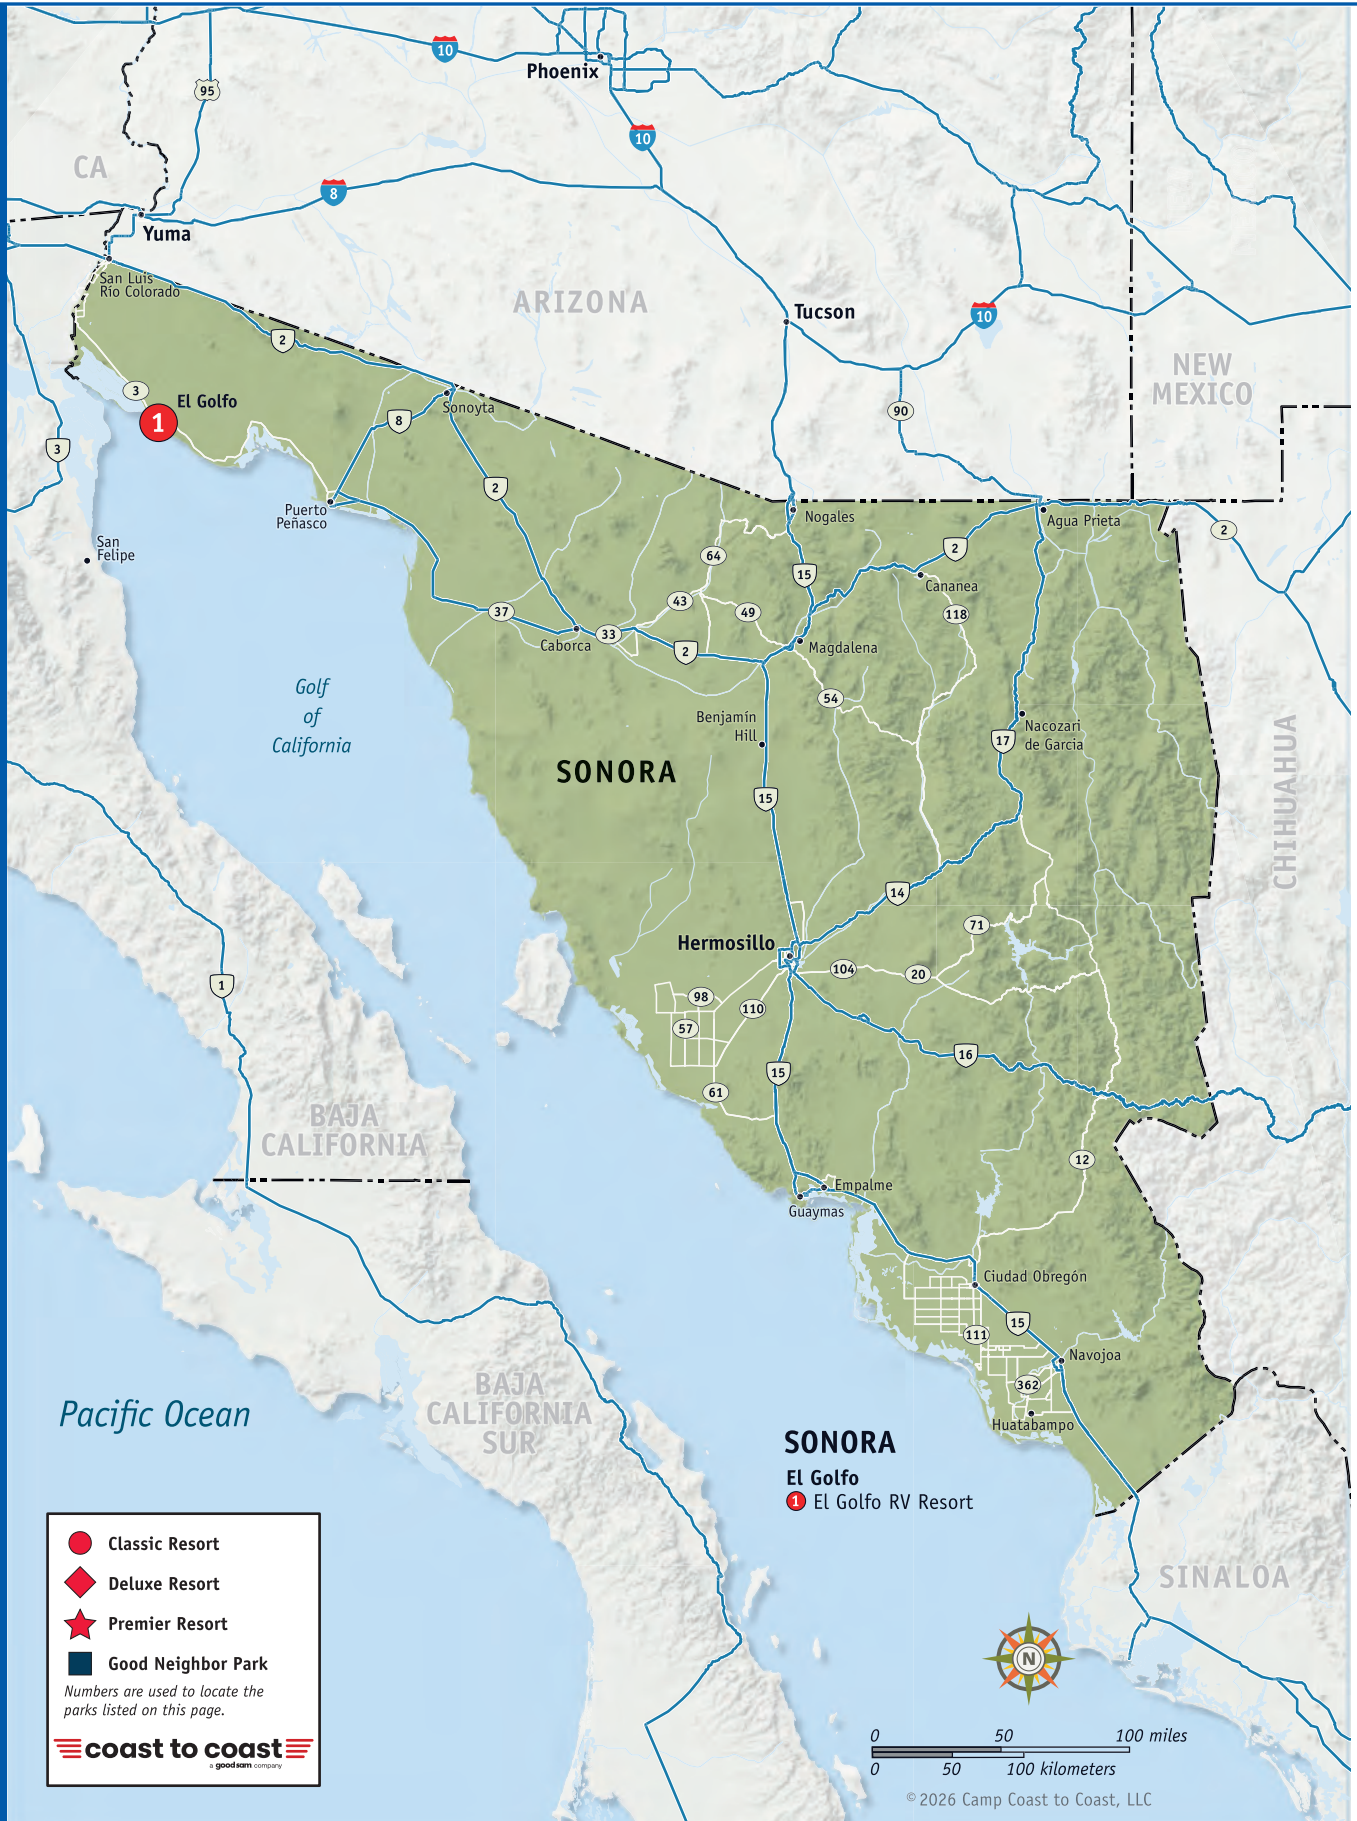 10
Phoenix
95
10
CA
8
Yuma
San Luis
Río Colorado
ARIZONA
Tucson
10
2
NEW
MEXICO
3
El Golfo
1
Sonoyta
8
90
3
2
Puerto
Peñasco
Nogales
Agua Prieta
2
San
Felipe
64
15
2
Cananea
37
43
49
118
33
Caborca
2
Magdalena
Golf
of
California
54
Benjamín
Hill
Nacozari
de Garcia
17
SONORA
15
CHIHUAHUA
14
71
Hermosillo
104
20
1
98
110
57
16
15
61
BAJA
CALIFORNIA
12
Empalme
Guaymas
Ciudad Obregón
15
111
Navojoa
362
Huatabampo
BAJA
CALIFORNIA
SUR
Pacific Ocean
SONORA
El Golfo
1 El Golfo RV Resort
SINALOA
Classic Resort
Deluxe Resort
Premier Resort
Good Neighbor Park
Numbers are used to locate the
parks listed on this page.
coast to coast
a good sam company
N
0 50 100 miles
0 50 100 kilometers
© 2026 Camp Coast to Coast, LLC